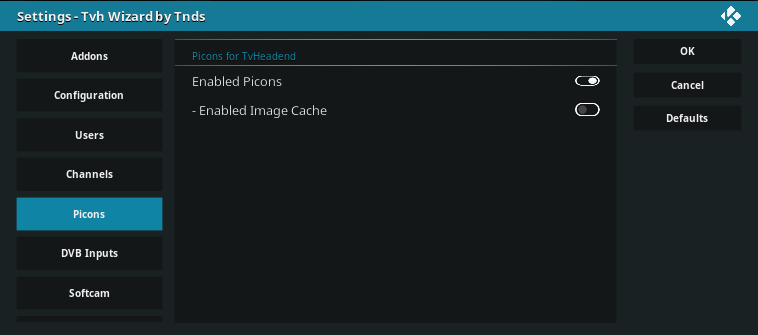 Settings - Tvh Wizard by Tnds
Addons
Configuration
Users
Channels
Picons
DVB Inputs
Softcam
Picons for TvHeadend
Enabled Picons
- Enabled Image Cache
OK
Cancel
Defaults